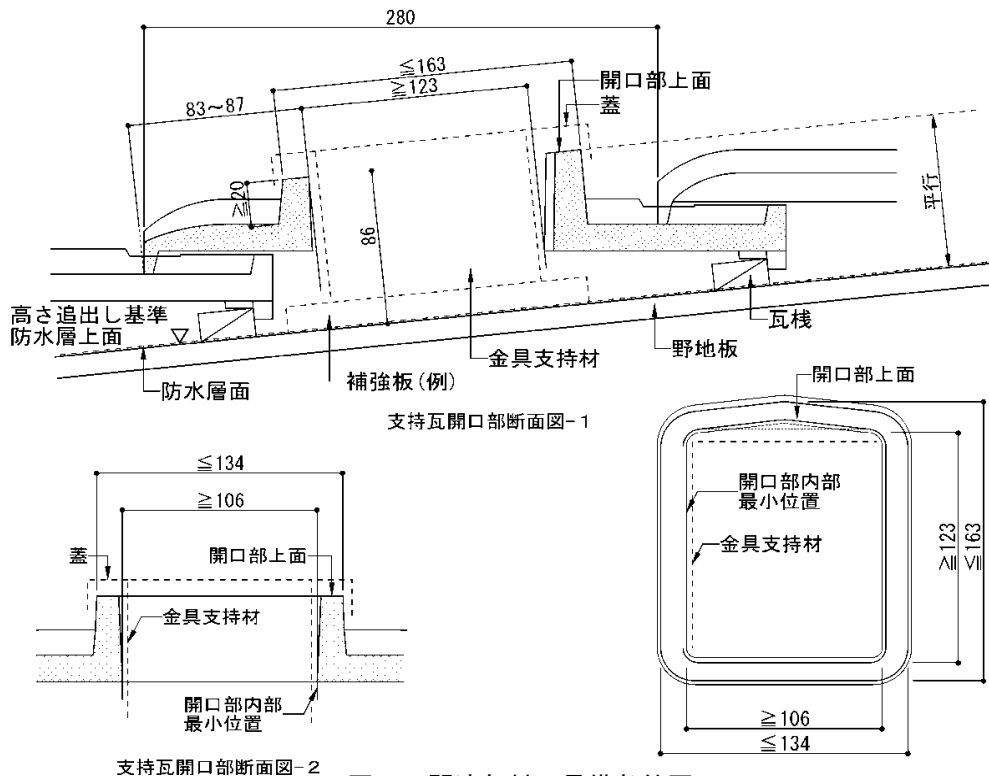 280
≦163
≧123
83~87
開口部上面
蓋
≧20
86
平行
高さ追出し基準
防水層上面
瓦桟
金具支持材
野地板
防水層面
補強板(例)
支持瓦開口部断面図-1
開口部上面
≦134
≧106
蓋
開口部上面
金具支持材
開口部内部
最小位置
支持瓦開口部断面図-2
開口部内部
最小位置
金具支持材
≧123
≦163
≧106
≦134